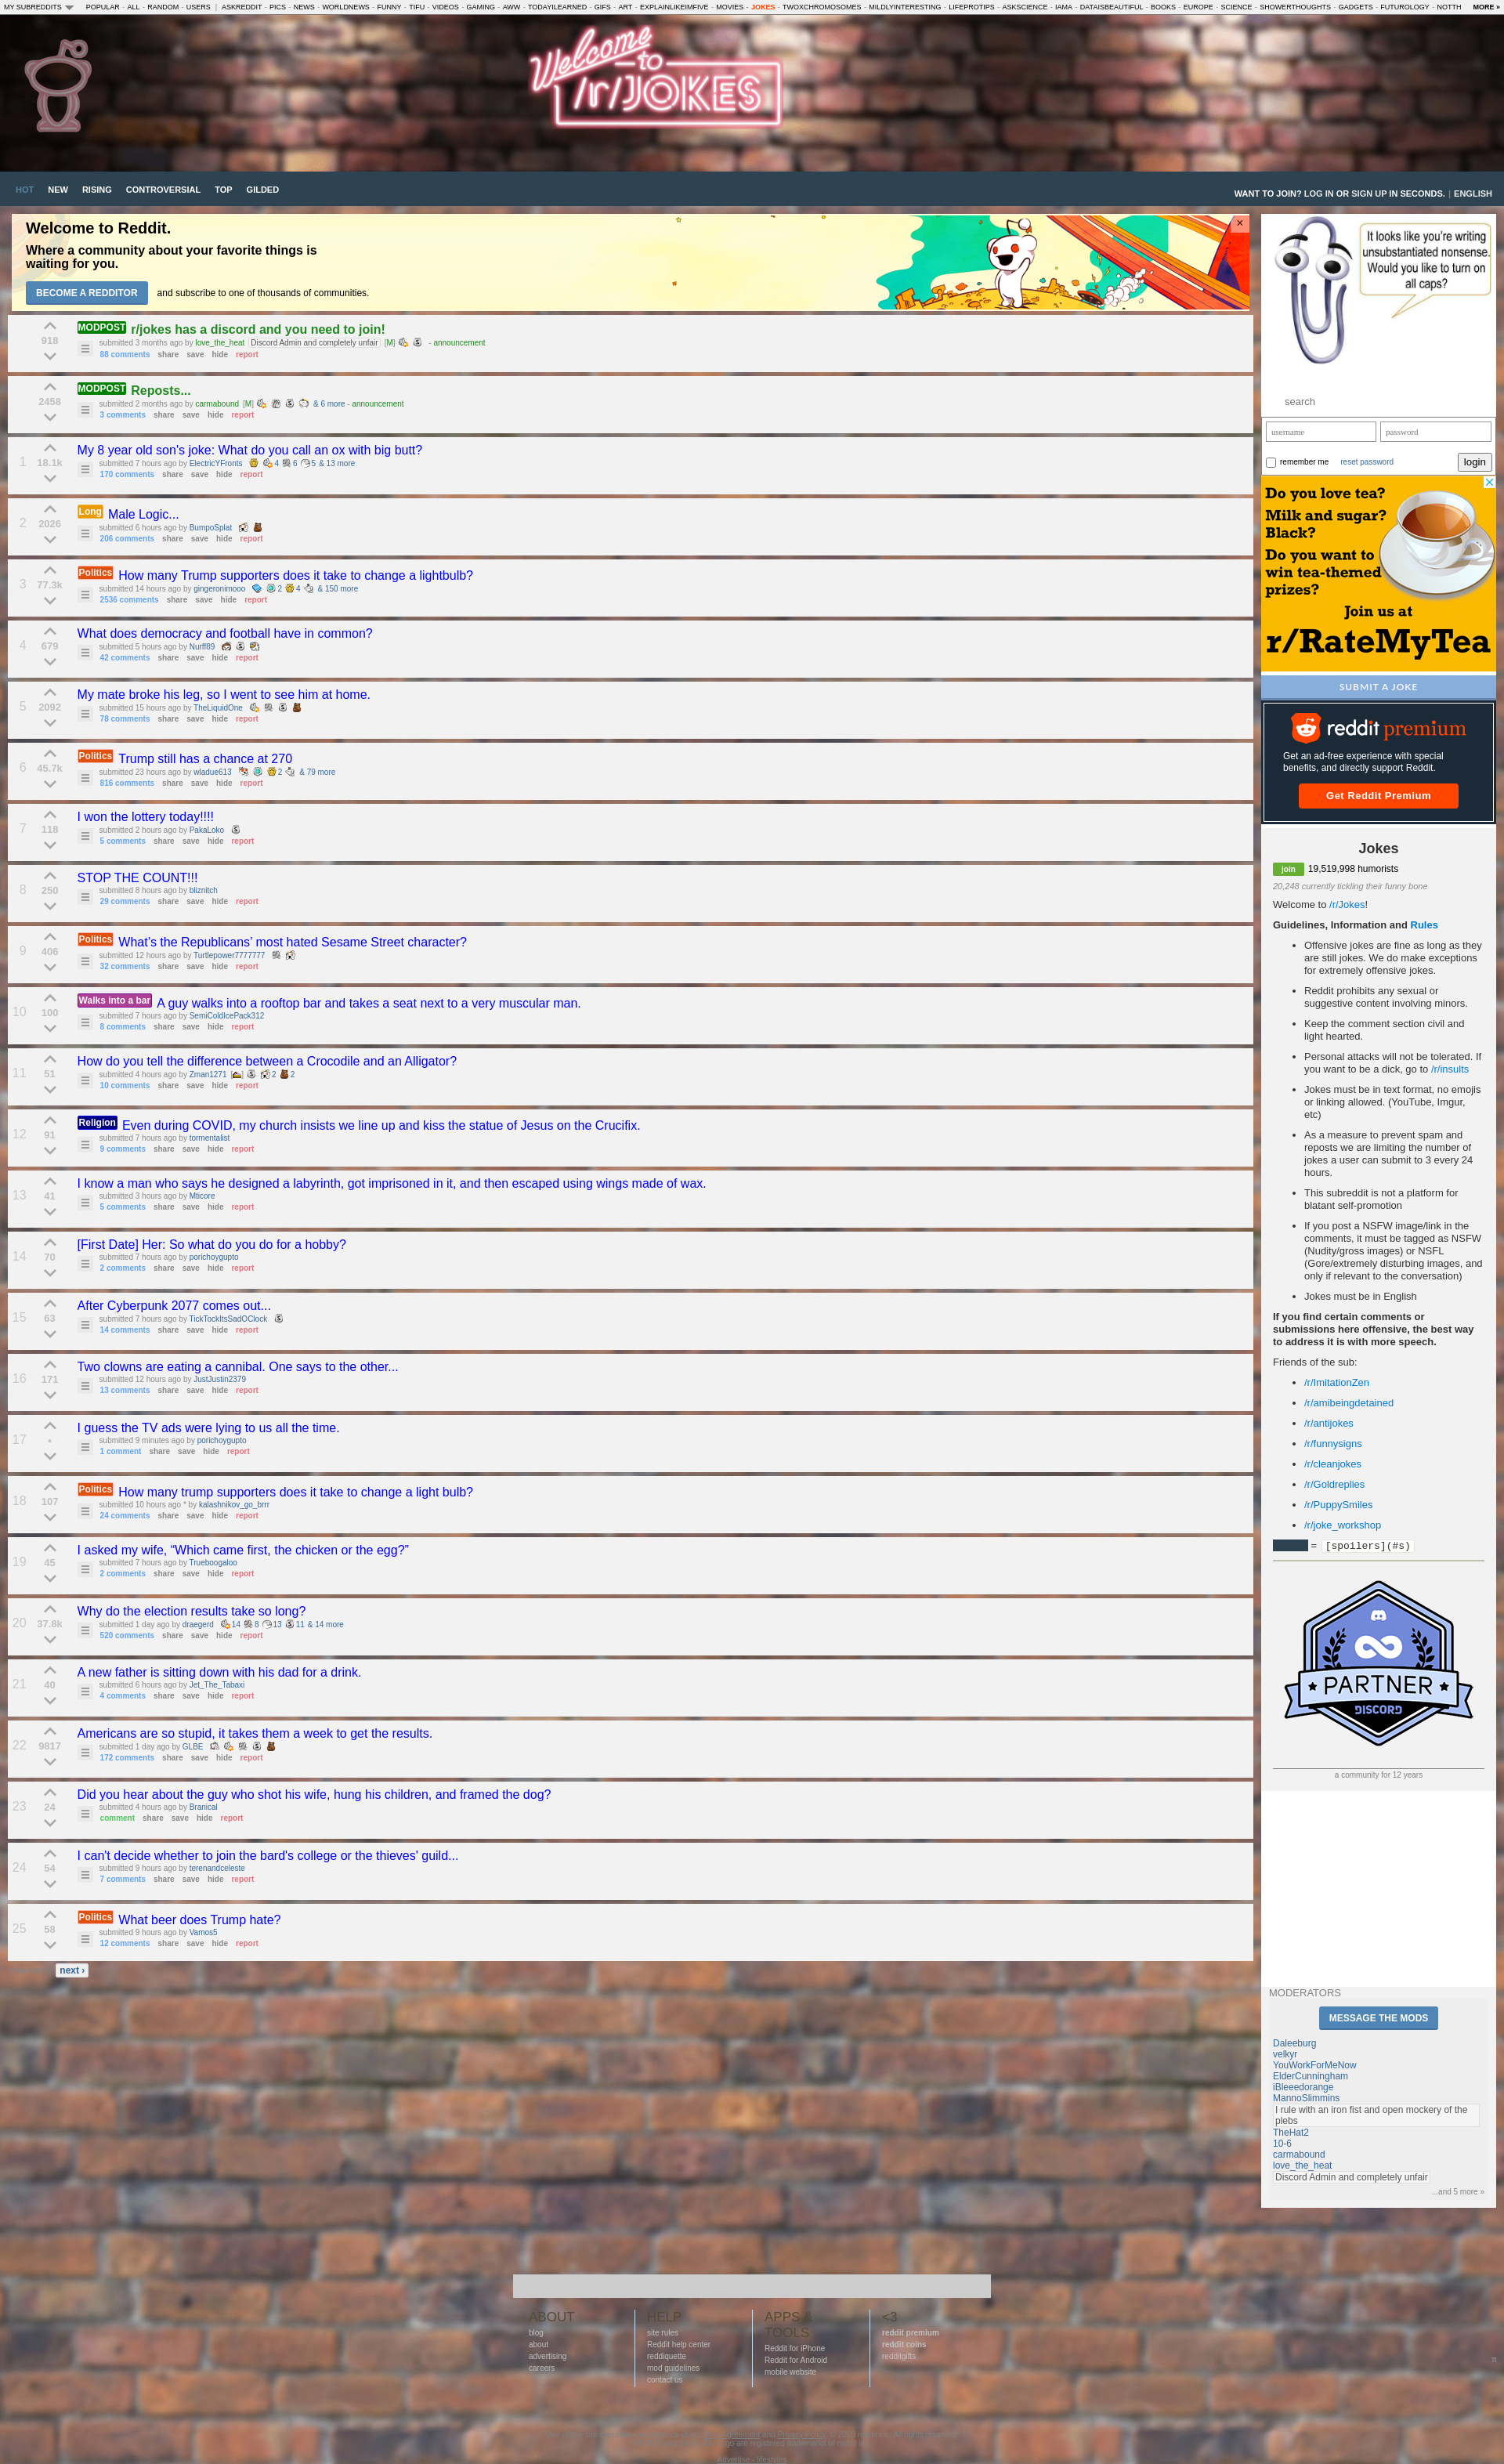 MY SUBREDDITS POPULAR - ALL - RANDOM - USERS | ASKREDDIT - PICS - NEWS - WORLDNEWS - FUNNY - TIFU - VIDEOS - GAMING - AWW - TODAYILEARNED - GIFS - ART - EXPLAINLIKEIMFIVE - MOVIES - JOKES - TWOXCHROMOSOMES - MILDLYINTERESTING - LIFEPROTIPS - ASKSCIENCE - IAMA - DATAISBEAUTIFUL - BOOKS - EUROPE - SCIENCE - SHOWERTHOUGHTS - GADGETS - FUTUROLOGY - NOTTH MORE »
Welcome to /r/JOKES
HOT NEW RISING CONTROVERSIAL TOP GILDED
WANT TO JOIN? LOG IN OR SIGN UP IN SECONDS. | ENGLISH
Welcome to Reddit.
Where a community about your favorite things is
waiting for you.
BECOME A REDDITOR and subscribe to one of thousands of communities.
×
918
MODPOST r/jokes has a discord and you need to join!
submitted 3 months ago by love_the_heat Discord Admin and completely unfair [M] - announcement
88 comments share save hide report
2458
MODPOST Reposts...
submitted 2 months ago by carmabound [M] & 6 more - announcement
3 comments share save hide report
1 18.1k
My 8 year old son's joke: What do you call an ox with big butt?
submitted 7 hours ago by ElectricYFronts 4 6 5 & 13 more
170 comments share save hide report
2 2026
Long Male Logic...
submitted 6 hours ago by BumpoSplat
206 comments share save hide report
3 77.3k
Politics How many Trump supporters does it take to change a lightbulb?
submitted 14 hours ago by gingeronimooo 2 4 & 150 more
2536 comments share save hide report
4 679
What does democracy and football have in common?
submitted 5 hours ago by Nurff89
42 comments share save hide report
5 2092
My mate broke his leg, so I went to see him at home.
submitted 15 hours ago by TheLiquidOne
78 comments share save hide report
6 45.7k
Politics Trump still has a chance at 270
submitted 23 hours ago by wladue613 2 & 79 more
816 comments share save hide report
7 118
I won the lottery today!!!!
submitted 2 hours ago by PakaLoko
5 comments share save hide report
8 250
STOP THE COUNT!!!
submitted 8 hours ago by bliznitch
29 comments share save hide report
9 406
Politics What's the Republicans' most hated Sesame Street character?
submitted 12 hours ago by Turtlepower7777777
32 comments share save hide report
10 100
Walks into a bar A guy walks into a rooftop bar and takes a seat next to a very muscular man.
submitted 7 hours ago by SemiColdIcePack312
8 comments share save hide report
11 51
How do you tell the difference between a Crocodile and an Alligator?
submitted 4 hours ago by Zman1271 2 2
10 comments share save hide report
12 91
Religion Even during COVID, my church insists we line up and kiss the statue of Jesus on the Crucifix.
submitted 7 hours ago by tormentalist
9 comments share save hide report
13 41
I know a man who says he designed a labyrinth, got imprisoned in it, and then escaped using wings made of wax.
submitted 3 hours ago by Mticore
5 comments share save hide report
14 70
[First Date] Her: So what do you do for a hobby?
submitted 7 hours ago by porichoygupto
2 comments share save hide report
15 63
After Cyberpunk 2077 comes out...
submitted 7 hours ago by TickTockItsSadOClock
14 comments share save hide report
16 171
Two clowns are eating a cannibal. One says to the other...
submitted 12 hours ago by JustJustin2379
13 comments share save hide report
17 •
I guess the TV ads were lying to us all the time.
submitted 9 minutes ago by porichoygupto
1 comment share save hide report
18 107
Politics How many trump supporters does it take to change a light bulb?
submitted 10 hours ago * by kalashnikov_go_brrr
24 comments share save hide report
19 45
I asked my wife, “Which came first, the chicken or the egg?”
submitted 7 hours ago by Trueboogaloo
2 comments share save hide report
20 37.8k
Why do the election results take so long?
submitted 1 day ago by draegerd 14 8 13 11 & 14 more
520 comments share save hide report
21 40
A new father is sitting down with his dad for a drink.
submitted 6 hours ago by Jet_The_Tabaxi
4 comments share save hide report
22 9817
Americans are so stupid, it takes them a week to get the results.
submitted 1 day ago by GLBE
172 comments share save hide report
23 24
Did you hear about the guy who shot his wife, hung his children, and framed the dog?
submitted 4 hours ago by Branical
comment share save hide report
24 54
I can't decide whether to join the bard's college or the thieves' guild...
submitted 9 hours ago by terenandceleste
7 comments share save hide report
25 58
Politics What beer does Trump hate?
submitted 9 hours ago by Vamos5
12 comments share save hide report
next ›
It looks like you're writing
unsubstantiated nonsense.
Would you like to turn on
all caps?
search
username password
remember me reset password login
Do you love tea?
Milk and sugar?
Black?
Do you want to
win tea-themed
prizes?
Join us at
r/RateMyTea
SUBMIT A JOKE
reddit premium
Get an ad-free experience with special
benefits, and directly support Reddit.
Get Reddit Premium
Jokes
join 19,519,998 humorists
20,248 currently tickling their funny bone
Welcome to /r/Jokes!
Guidelines, Information and Rules
• Offensive jokes are fine as long as they
are still jokes. We do make exceptions
for extremely offensive jokes.
• Reddit prohibits any sexual or
suggestive content involving minors.
• Keep the comment section civil and
light hearted.
• Personal attacks will not be tolerated. If
you want to be a dick, go to /r/insults
• Jokes must be in text format, no emojis
or linking allowed. (YouTube, Imgur,
etc)
• As a measure to prevent spam and
reposts we are limiting the number of
jokes a user can submit to 3 every 24
hours.
• This subreddit is not a platform for
blatant self-promotion
• If you post a NSFW image/link in the
comments, it must be tagged as NSFW
(Nudity/gross images) or NSFL
(Gore/extremely disturbing images, and
only if relevant to the conversation)
• Jokes must be in English
If you find certain comments or
submissions here offensive, the best way
to address it is with more speech.
Friends of the sub:
• /r/ImitationZen
• /r/amibeingdetained
• /r/antijokes
• /r/funnysigns
• /r/cleanjokes
• /r/Goldreplies
• /r/PuppySmiles
• /r/joke_workshop
= [spoilers](#s)
PARTNER
DISCORD
a community for 12 years
MODERATORS
MESSAGE THE MODS
Daleeburg
velkyr
YouWorkForMeNow
ElderCunningham
iBleeedorange
MannoSlimmins
I rule with an iron fist and open mockery of the
plebs
TheHat2
10-6
carmabound
love_the_heat
Discord Admin and completely unfair
...and 5 more »
ABOUT
blog
about
advertising
careers
HELP
site rules
Reddit help center
reddiquette
mod guidelines
contact us
APPS &
TOOLS
Reddit for iPhone
Reddit for Android
mobile website
<3
reddit premium
reddit coins
redditgifts
π